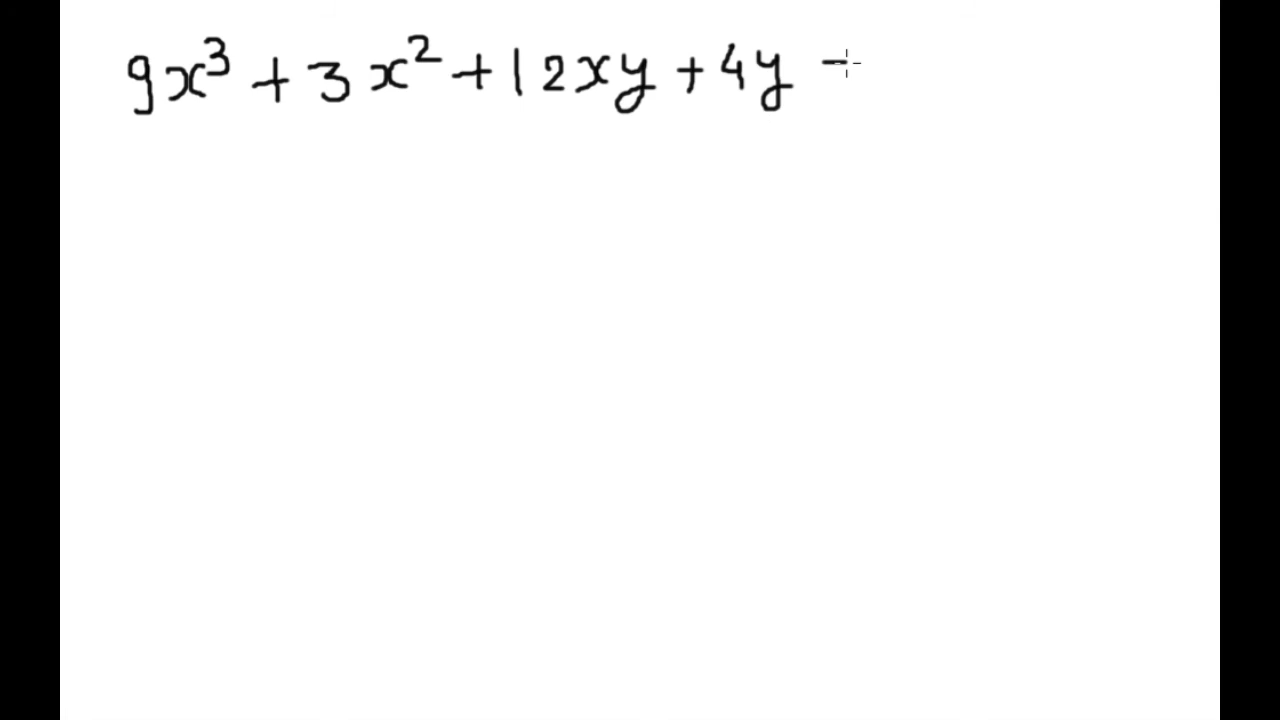 9x³ + 3x² + 12xy + 4y -